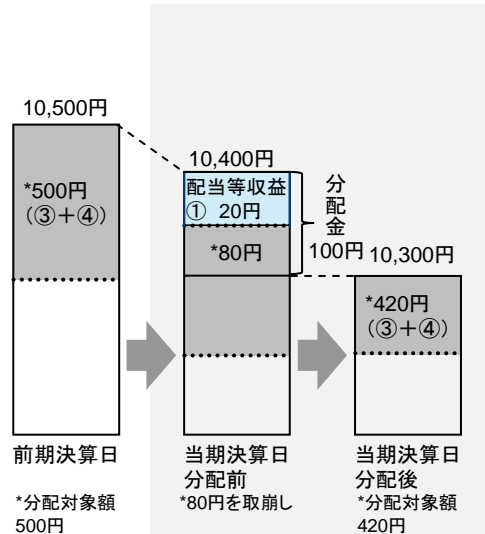 10,500円
*500円
(③+④)
前期決算日
*分配対象額
500円
10,400円
配当等収益
① 20円
*80円
分配金
100円
当期決算日
分配前
*80円を取崩し
10,300円
*420円
(③+④)
当期決算日
分配後
*分配対象額
420円